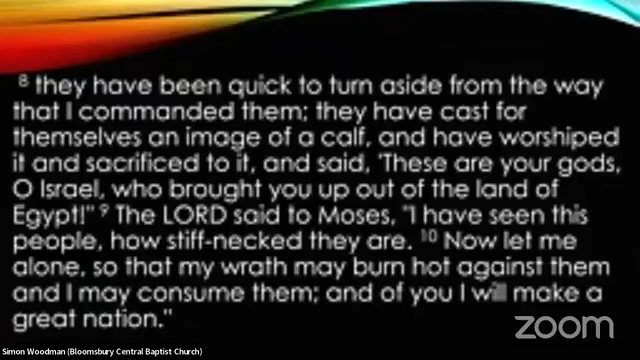 8 they have been quick to turn aside from the way
that I commanded them; they have cast for
themselves an image of a calf, and have worshiped
it and sacrificed to it, and said, 'These are your gods,
O Israel, who brought you up out of the land of
Egypt!'" 9 The LORD said to Moses, "I have seen this
people, how stiff-necked they are. 10 Now let me
alone, so that my wrath may burn hot against them
and I may consume them; and of you I will make a
great nation."
zoom
Simon Woodman (Bloomsbury Central Baptist Church)